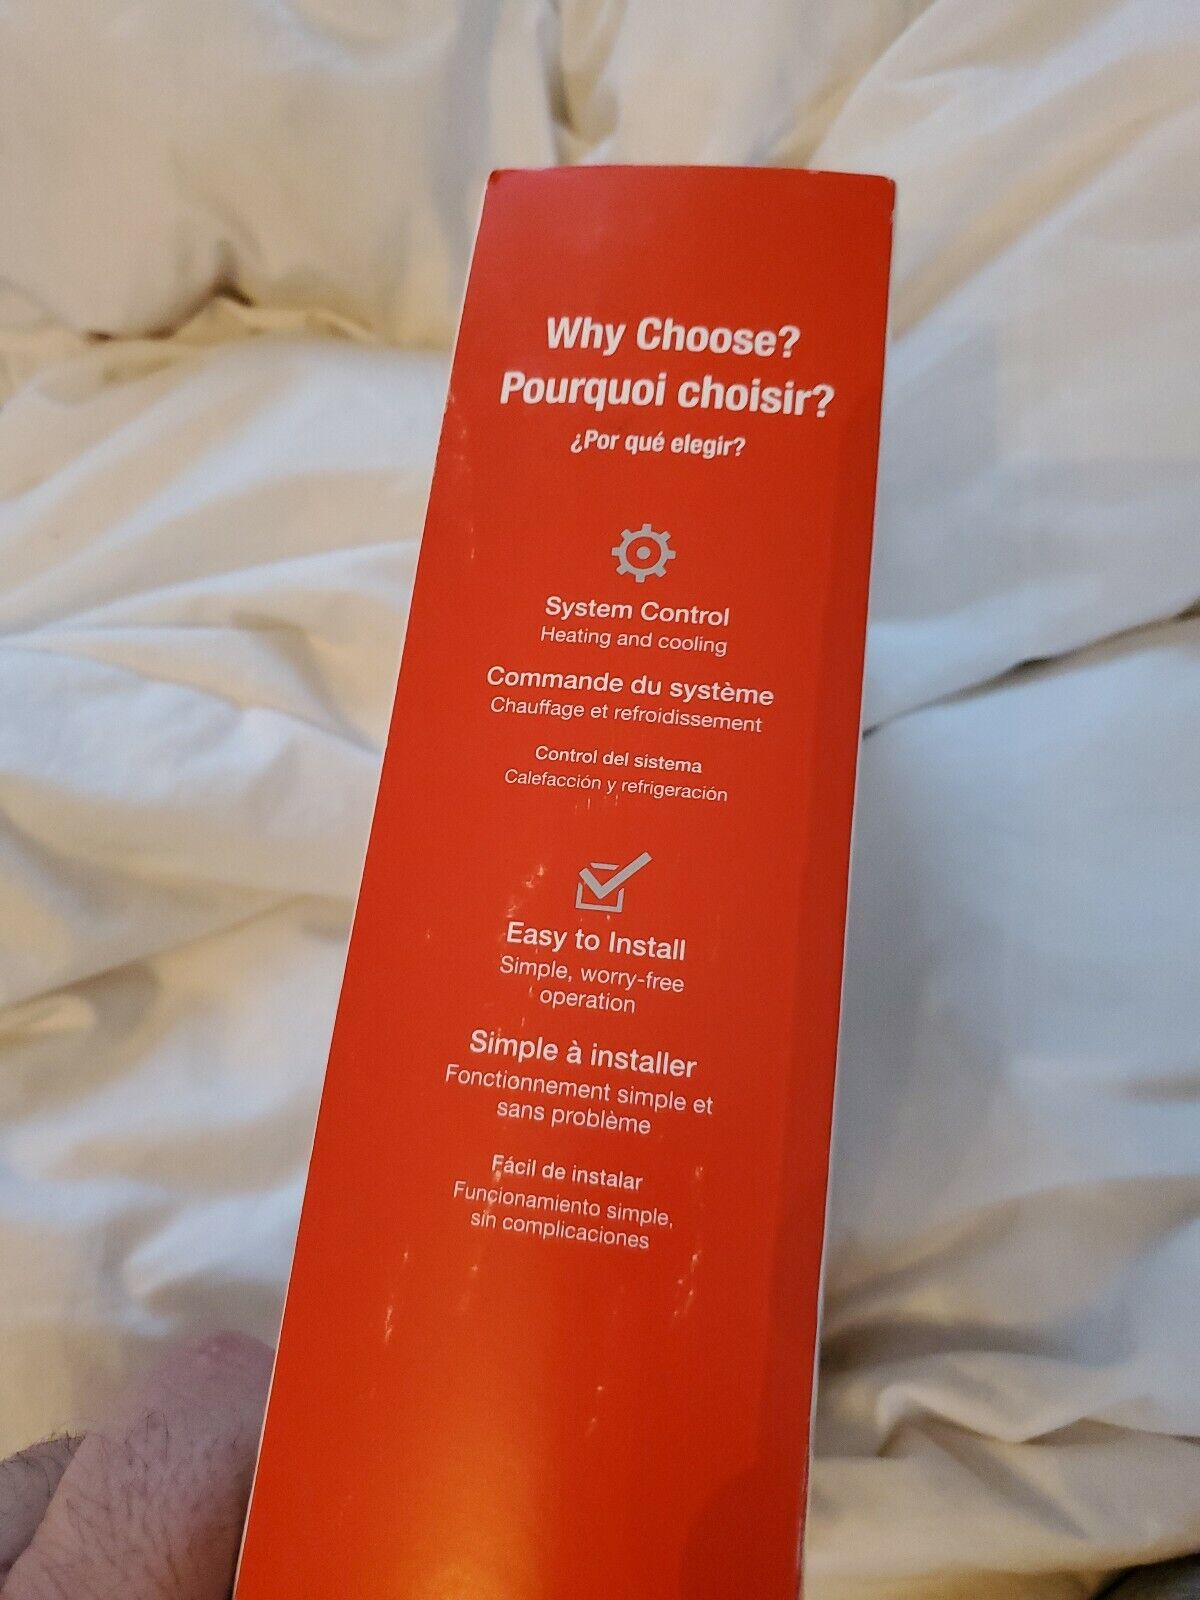 Why Choose?
Pourquoi choisir?
¿Por qué elegir?
System Control
Heating and cooling
Commande du système
Chauffage et refroidissement
Control del sistema
Calefacción y refrigeración
Easy to Install
Simple, worry-free
operation
Simple à installer
Fonctionnement simple et
sans problème
Fácil de instalar
Funcionamiento simple,
sin complicaciones